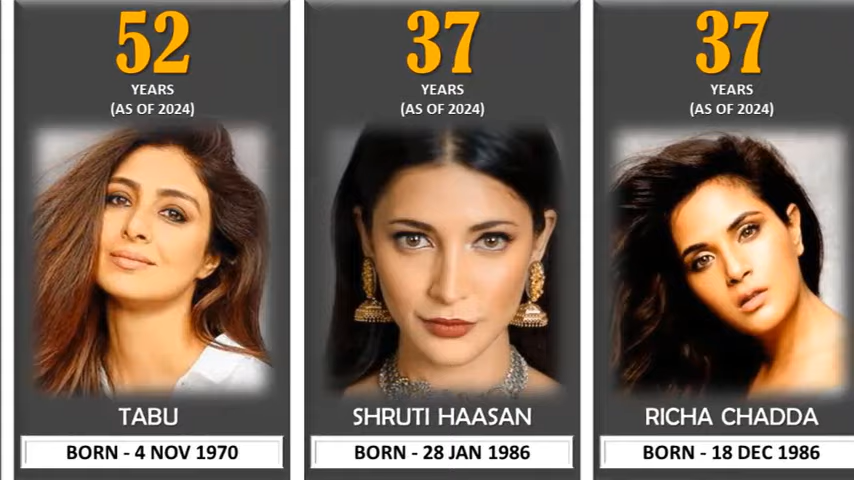 52
YEARS
(AS OF 2024)
TABU
BORN - 4 NOV 1970
37
YEARS
(AS OF 2024)
SHRUTI HAASAN
BORN - 28 JAN 1986
37
YEARS
(AS OF 2024)
RICHA CHADDA
BORN - 18 DEC 1986